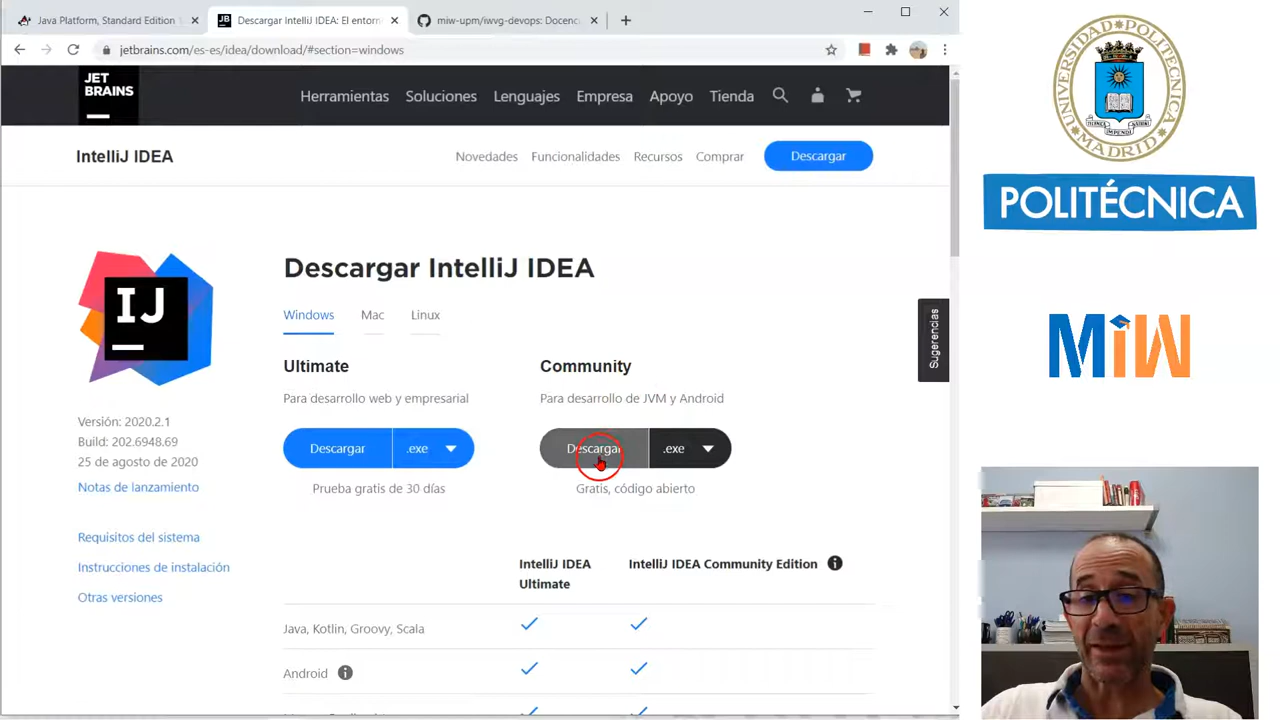 Java Platform, Standard Edition
Descargar IntelliJ IDEA: El entorn
miw-upm/iwvg-devops: Docenc
jetbrains.com/es-es/idea/download/#section=windows
JET
BRAINS
Herramientas
Soluciones
Lenguajes
Empresa
Apoyo
Tienda
IntelliJ IDEA
Novedades
Funcionalidades
Recursos
Comprar
Descargar
Descargar IntelliJ IDEA
Windows
Mac
Linux
IJ
Ultimate
Community
Para desarrollo web y empresarial
Para desarrollo de JVM y Android
Descargar
.exe
Descargar
.exe
Prueba gratis de 30 días
Gratis, código abierto
Versión: 2020.2.1
Build: 202.6948.69
25 de agosto de 2020
Notas de lanzamiento
Requisitos del sistema
Instrucciones de instalación
Otras versiones
IntelliJ IDEA
Ultimate
IntelliJ IDEA Community Edition
Java, Kotlin, Groovy, Scala
Android
Sugerencias
UNIVERSIDAD POLITÉCNICA
MADRID
POLITÉCNICA
MiW